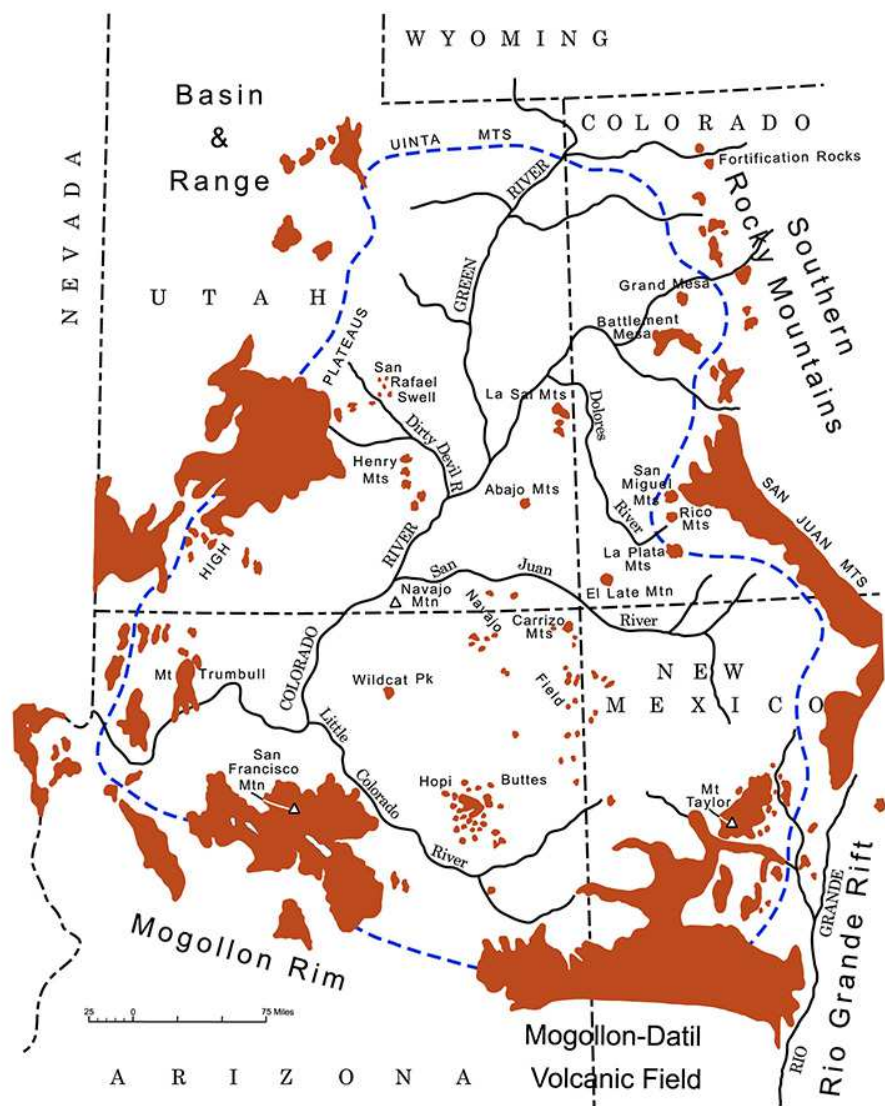 WYOMING
Basin
&
Range
UINTA MTS
COLORADO
Fortification Rocks
NEVADA
RIVER
Rocky Mountains
Southern
UTAH
GREEN
Grand Mesa
Battlement
Mesa
PLATEAUS
San
Rafael
Swell
La Sal Mts
Dolores
Dirty Devil R
Henry
Mts
Abajo Mts
San
Miguel
Mts
SAN JUAN MTS
River
Rico
Mts
HIGH
RIVER
La Plata
Mts
San Juan
El Late Mtn
Navajo
Mtn
Navajo
Carrizo
Mts
River
COLORADO
Mt Trumbull
Wildcat Pk
Field
NEW
MEXICO
Little
San
Francisco
Mtn
Colorado
Hopi Buttes
Mt
Taylor
River
GRANDE
Rio Grande Rift
Mogollon Rim
25 0 75 Miles
Mogollon-Datil
Volcanic Field
RIO
ARIZONA